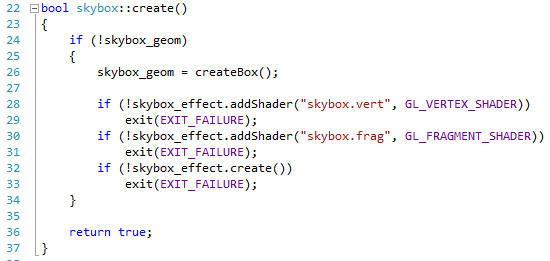 22 bool skybox::create()
23 {
24     if (!skybox_geom)
25     {
26         skybox_geom = createBox();
27
28         if (!skybox_effect.addShader("skybox.vert", GL_VERTEX_SHADER))
29             exit(EXIT_FAILURE);
30         if (!skybox_effect.addShader("skybox.frag", GL_FRAGMENT_SHADER))
31             exit(EXIT_FAILURE);
32         if (!skybox_effect.create())
33             exit(EXIT_FAILURE);
34     }
35
36     return true;
37 }